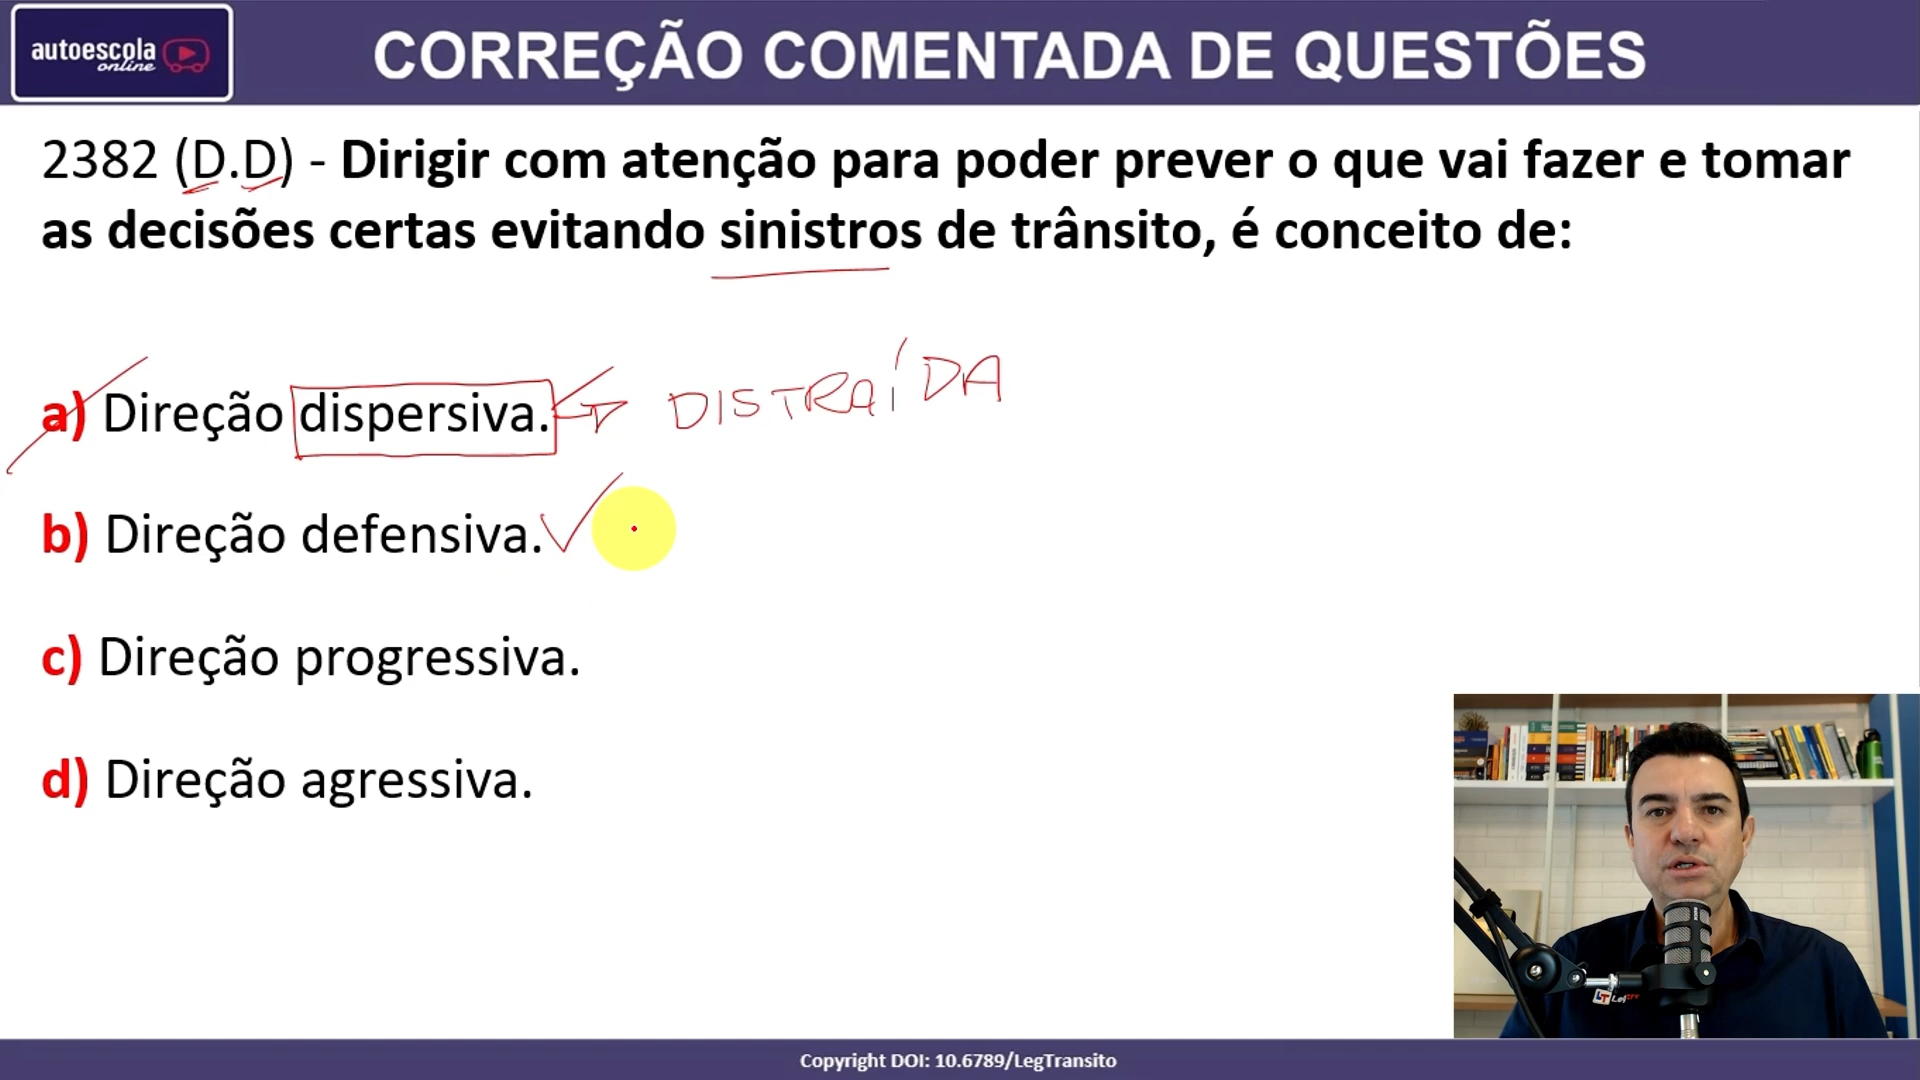 autoescola
online
CORREÇÃO COMENTADA DE QUESTÕES
2382 (D.D) - Dirigir com atenção para poder prever o que vai fazer e tomar
as decisões certas evitando sinistros de trânsito, é conceito de:
a) Direção dispersiva. DISTRAÍDA
b) Direção defensiva.
c) Direção progressiva.
d) Direção agressiva.
LT
Copyright DOI: 10.6789/LegTransito